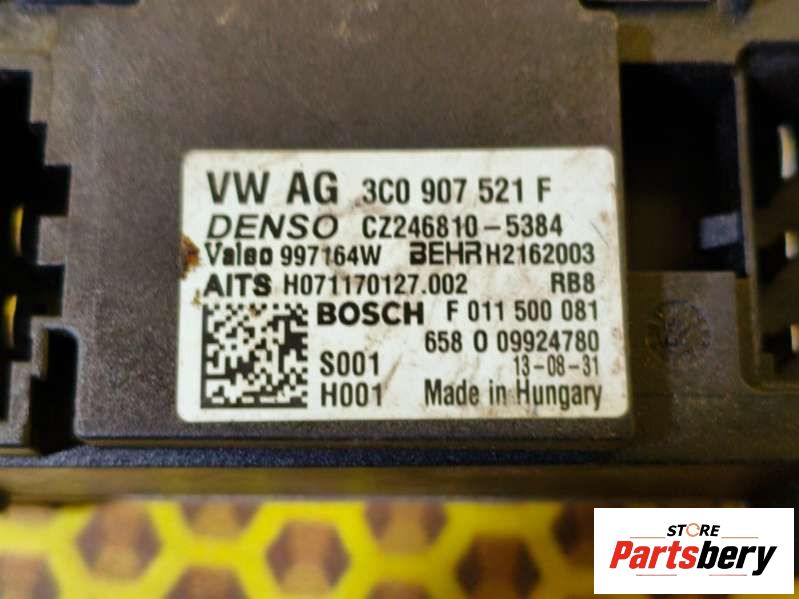 VW AG 3C0 907 521 F
DENSO CZ246810-5384
Valeo 997164W BEHR H2162003
AITS H071170127.002 RB8
BOSCH F 011 500 081
658 O 09924780
S001 13-08-31
H001 Made in Hungary
STORE
Partsbery